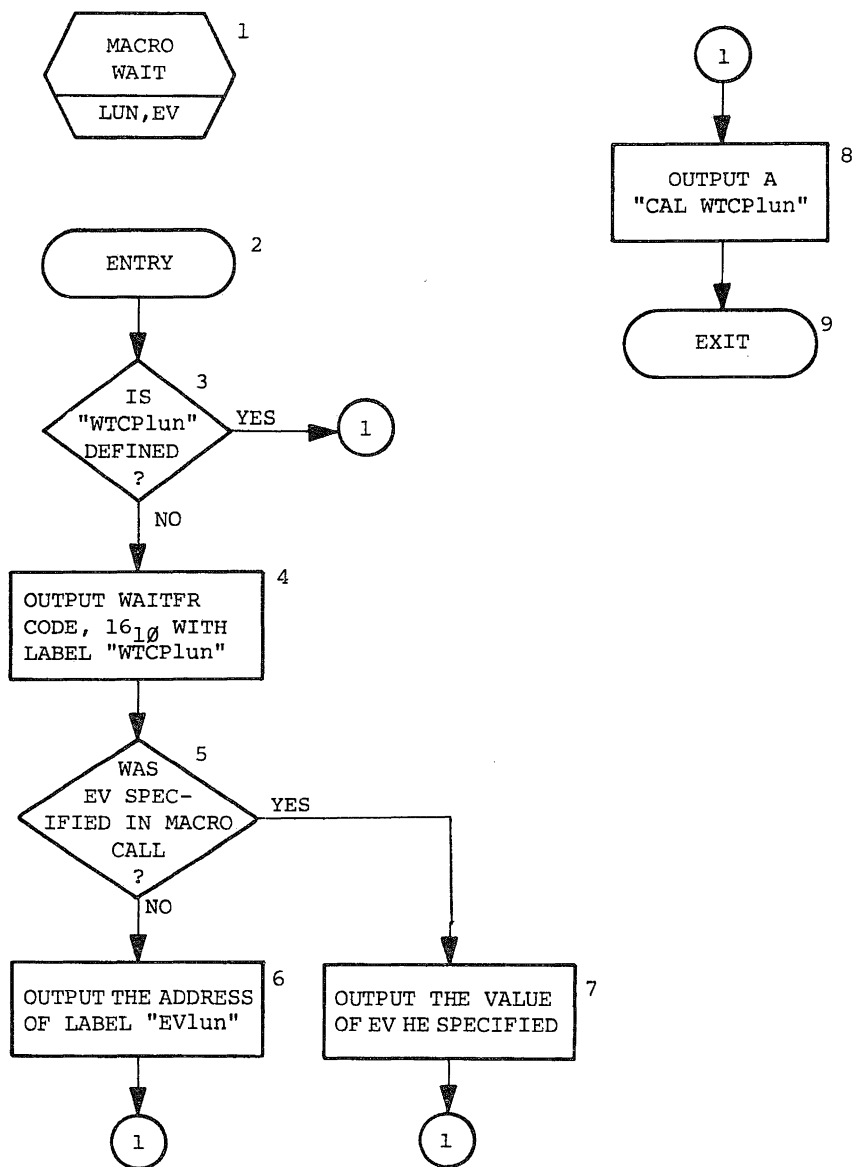 1
MACRO
WAIT
LUN,EV
2
ENTRY
3
IS
"WTCPlun"
DEFINED
?
YES
1
NO
4
OUTPUT WAITFR
CODE, 16₁Ø WITH
LABEL "WTCPlun"
5
WAS
EV SPEC-
IFIED IN MACRO
CALL
?
YES
NO
6
OUTPUT THE ADDRESS
OF LABEL "EVlun"
1
7
OUTPUT THE VALUE
OF EV HE SPECIFIED
1
1
8
OUTPUT A
"CAL WTCPlun"
9
EXIT